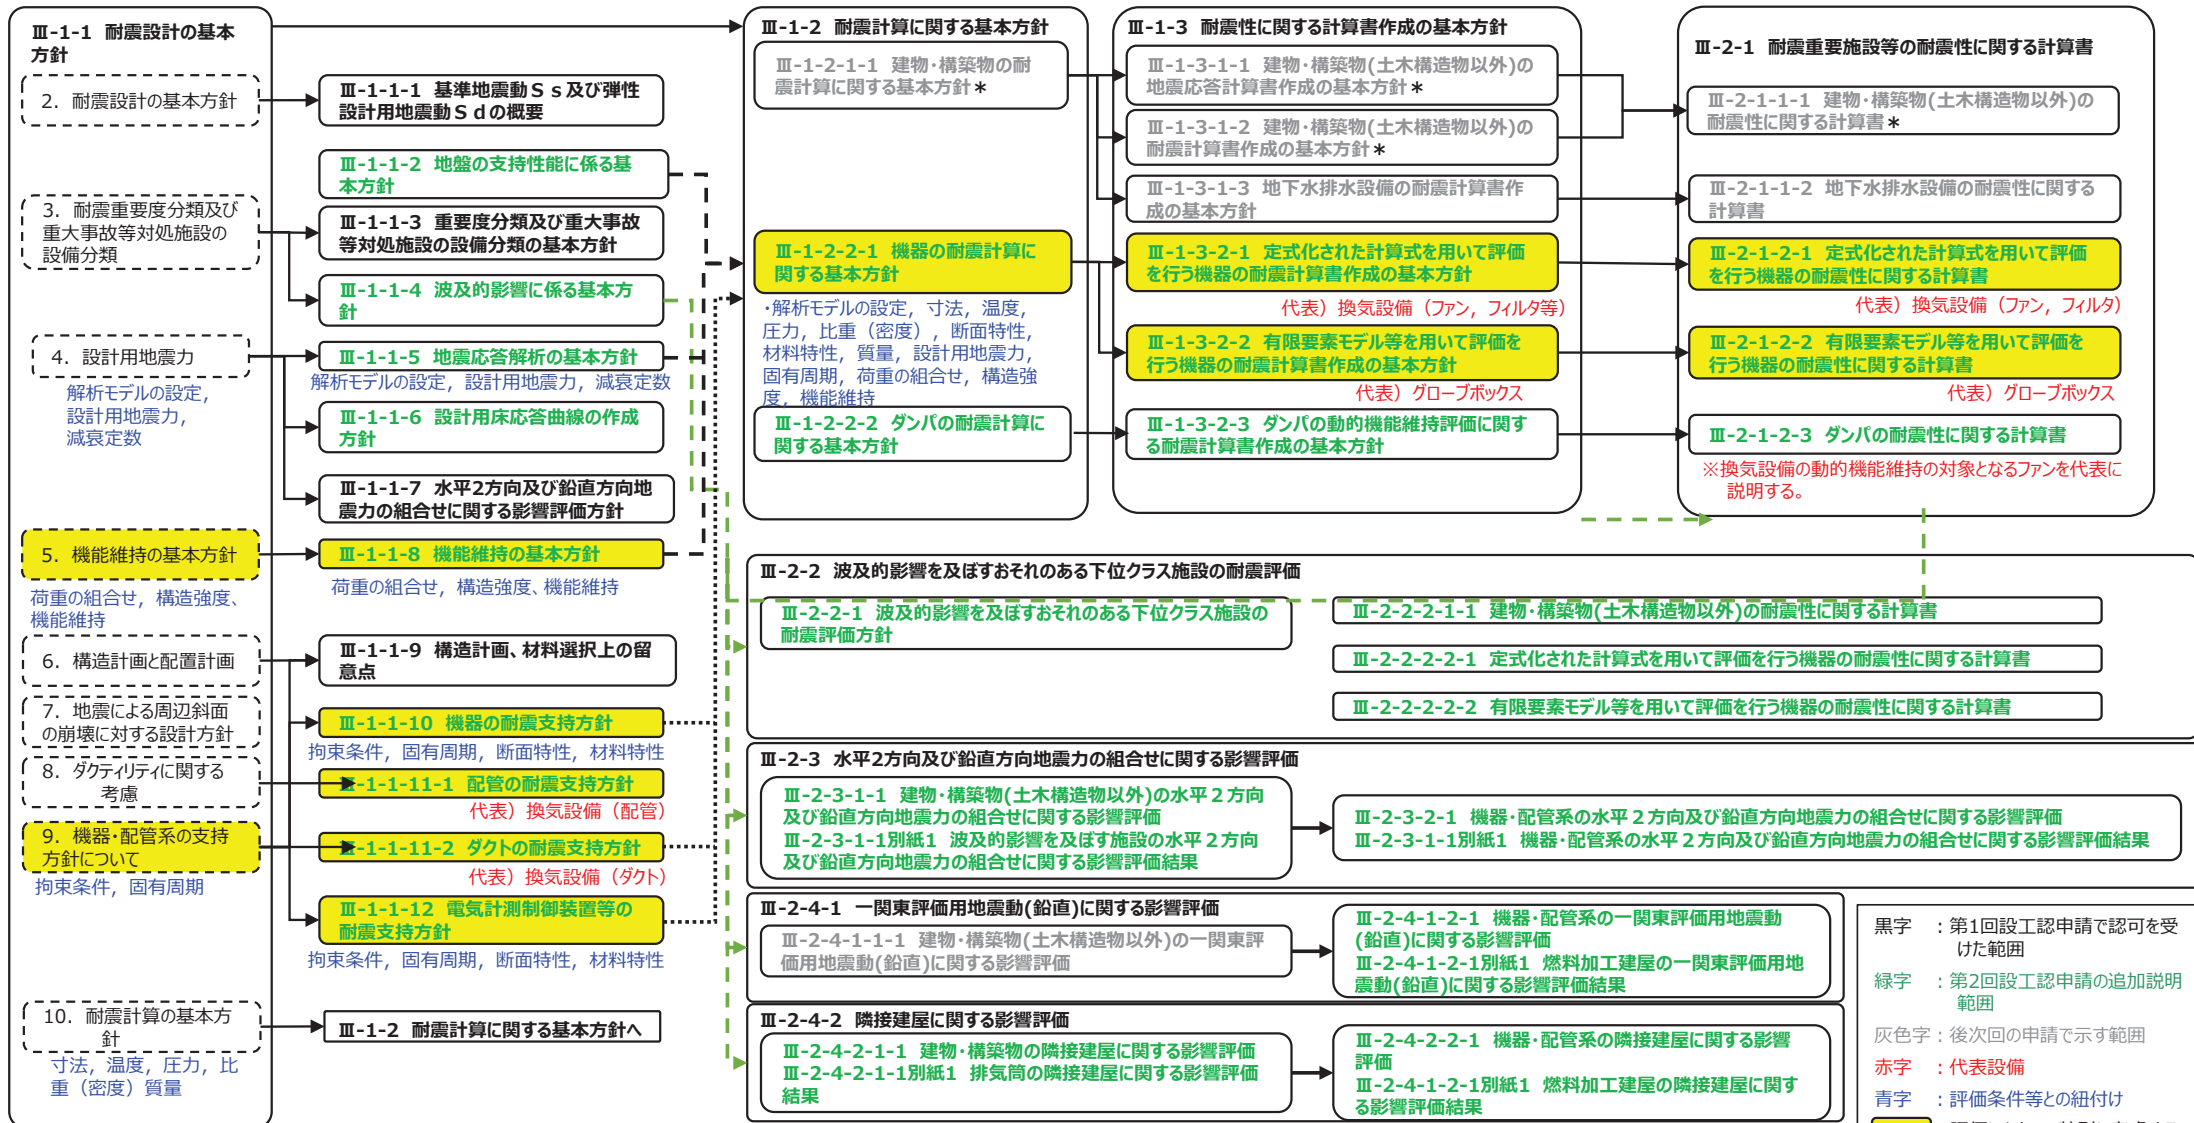 Ⅲ-1-1 耐震設計の基本
方針
2. 耐震設計の基本方針
3. 耐震重要度分類及び
重大事故等対処施設の
設備分類
4. 設計用地震力
解析モデルの設定,
設計用地震力,
減衰定数
5. 機能維持の基本方針
荷重の組合せ, 構造強度、
機能維持
6. 構造計画と配置計画
7. 地震による周辺斜面
の崩壊に対する設計方針
8. ダクティリティに関する
考慮
9. 機器・配管系の支持
方針について
拘束条件, 固有周期
10. 耐震計算の基本方
針
寸法, 温度, 圧力, 比
重（密度）質量
Ⅲ-1-1-1 基準地震動Ｓｓ及び弾性
設計用地震動Ｓｄの概要
Ⅲ-1-1-2 地盤の支持性能に係る基
本方針
Ⅲ-1-1-3 重要度分類及び重大事故
等対処施設の設備分類の基本方針
Ⅲ-1-1-4 波及的影響に係る基本方
針
Ⅲ-1-1-5 地震応答解析の基本方針
解析モデルの設定, 設計用地震力, 減衰定数
Ⅲ-1-1-6 設計用床応答曲線の作成
方針
Ⅲ-1-1-7 水平2方向及び鉛直方向地
震力の組合せに関する影響評価方針
Ⅲ-1-1-8 機能維持の基本方針
荷重の組合せ, 構造強度、機能維持
Ⅲ-1-1-9 構造計画、材料選択上の留
意点
Ⅲ-1-1-10 機器の耐震支持方針
拘束条件, 固有周期, 断面特性, 材料特性
Ⅲ-1-1-11-1 配管の耐震支持方針
代表）換気設備（配管）
Ⅲ-1-1-11-2 ダクトの耐震支持方針
代表）換気設備（ダクト）
Ⅲ-1-1-12 電気計測制御装置等の
耐震支持方針
拘束条件, 固有周期, 断面特性, 材料特性
Ⅲ-1-2 耐震計算に関する基本方針へ
Ⅲ-1-2 耐震計算に関する基本方針
Ⅲ-1-2-1-1 建物・構築物の耐
震計算に関する基本方針＊
Ⅲ-1-2-2-1 機器の耐震計算に
関する基本方針
・解析モデルの設定, 寸法, 温度,
圧力, 比重（密度）, 断面特性,
材料特性, 質量, 設計用地震力,
固有周期, 荷重の組合せ, 構造強
度, 機能維持
Ⅲ-1-2-2-2 ダンパの耐震計算に
関する基本方針
Ⅲ-1-3 耐震性に関する計算書作成の基本方針
Ⅲ-1-3-1-1 建物・構築物(土木構造物以外)の
地震応答計算書作成の基本方針＊
Ⅲ-1-3-1-2 建物・構築物(土木構造物以外)の
耐震計算書作成の基本方針＊
Ⅲ-1-3-1-3 地下水排水設備の耐震計算書作
成の基本方針
Ⅲ-1-3-2-1 定式化された計算式を用いて評価
を行う機器の耐震計算書作成の基本方針
代表）換気設備（ファン, フィルタ等）
Ⅲ-1-3-2-2 有限要素モデル等を用いて評価を
行う機器の耐震計算書作成の基本方針
代表）グローブボックス
Ⅲ-1-3-2-3 ダンパの動的機能維持評価に関す
る耐震計算書作成の基本方針
Ⅲ-2-1 耐震重要施設等の耐震性に関する計算書
Ⅲ-2-1-1-1 建物・構築物(土木構造物以外)の
耐震性に関する計算書＊
Ⅲ-2-1-1-2 地下水排水設備の耐震性に関する
計算書
Ⅲ-2-1-2-1 定式化された計算式を用いて評価
を行う機器の耐震性に関する計算書
代表）換気設備（ファン, フィルタ）
Ⅲ-2-1-2-2 有限要素モデル等を用いて評価を
行う機器の耐震性に関する計算書
代表）グローブボックス
Ⅲ-2-1-2-3 ダンパの耐震性に関する計算書
※換気設備の動的機能維持の対象となるファンを代表に
説明する。
Ⅲ-2-2 波及的影響を及ぼすおそれのある下位クラス施設の耐震評価
Ⅲ-2-2-1 波及的影響を及ぼすおそれのある下位クラス施設の
耐震評価方針
Ⅲ-2-2-2-1-1 建物・構築物(土木構造物以外)の耐震性に関する計算書
Ⅲ-2-2-2-2-1 定式化された計算式を用いて評価を行う機器の耐震性に関する計算書
Ⅲ-2-2-2-2-2 有限要素モデル等を用いて評価を行う機器の耐震性に関する計算書
Ⅲ-2-3 水平2方向及び鉛直方向地震力の組合せに関する影響評価
Ⅲ-2-3-1-1 建物・構築物(土木構造物以外)の水平２方向
及び鉛直方向地震力の組合せに関する影響評価
Ⅲ-2-3-1-1別紙1 波及的影響を及ぼす施設の水平２方向
及び鉛直方向地震力の組合せに関する影響評価結果
Ⅲ-2-3-2-1 機器・配管系の水平２方向及び鉛直方向地震力の組合せに関する影響評価
Ⅲ-2-3-1-1別紙1 機器・配管系の水平２方向及び鉛直方向地震力の組合せに関する影響評価結果
Ⅲ-2-4-1 一関東評価用地震動(鉛直)に関する影響評価
Ⅲ-2-4-1-1-1 建物・構築物(土木構造物以外)の一関東評
価用地震動(鉛直)に関する影響評価
Ⅲ-2-4-1-2-1 機器・配管系の一関東評価用地震動
(鉛直)に関する影響評価
Ⅲ-2-4-1-2-1別紙1 燃料加工建屋の一関東評価用地
震動(鉛直)に関する影響評価結果
Ⅲ-2-4-2 隣接建屋に関する影響評価
Ⅲ-2-4-2-1-1 建物・構築物の隣接建屋に関する影響評価
Ⅲ-2-4-2-1-1別紙1 排気筒の隣接建屋に関する影響評価
結果
Ⅲ-2-4-2-2-1 機器・配管系の隣接建屋に関する影響
評価
Ⅲ-2-4-1-2-1別紙1 燃料加工建屋の隣接建屋に関す
る影響評価結果
黒字 ：第1回設工認申請で認可を受
けた範囲
緑字 ：第2回設工認申請の追加説明
範囲
灰色字：後次回の申請で示す範囲
赤字 ：代表設備
青字 ：評価条件等との紐付け